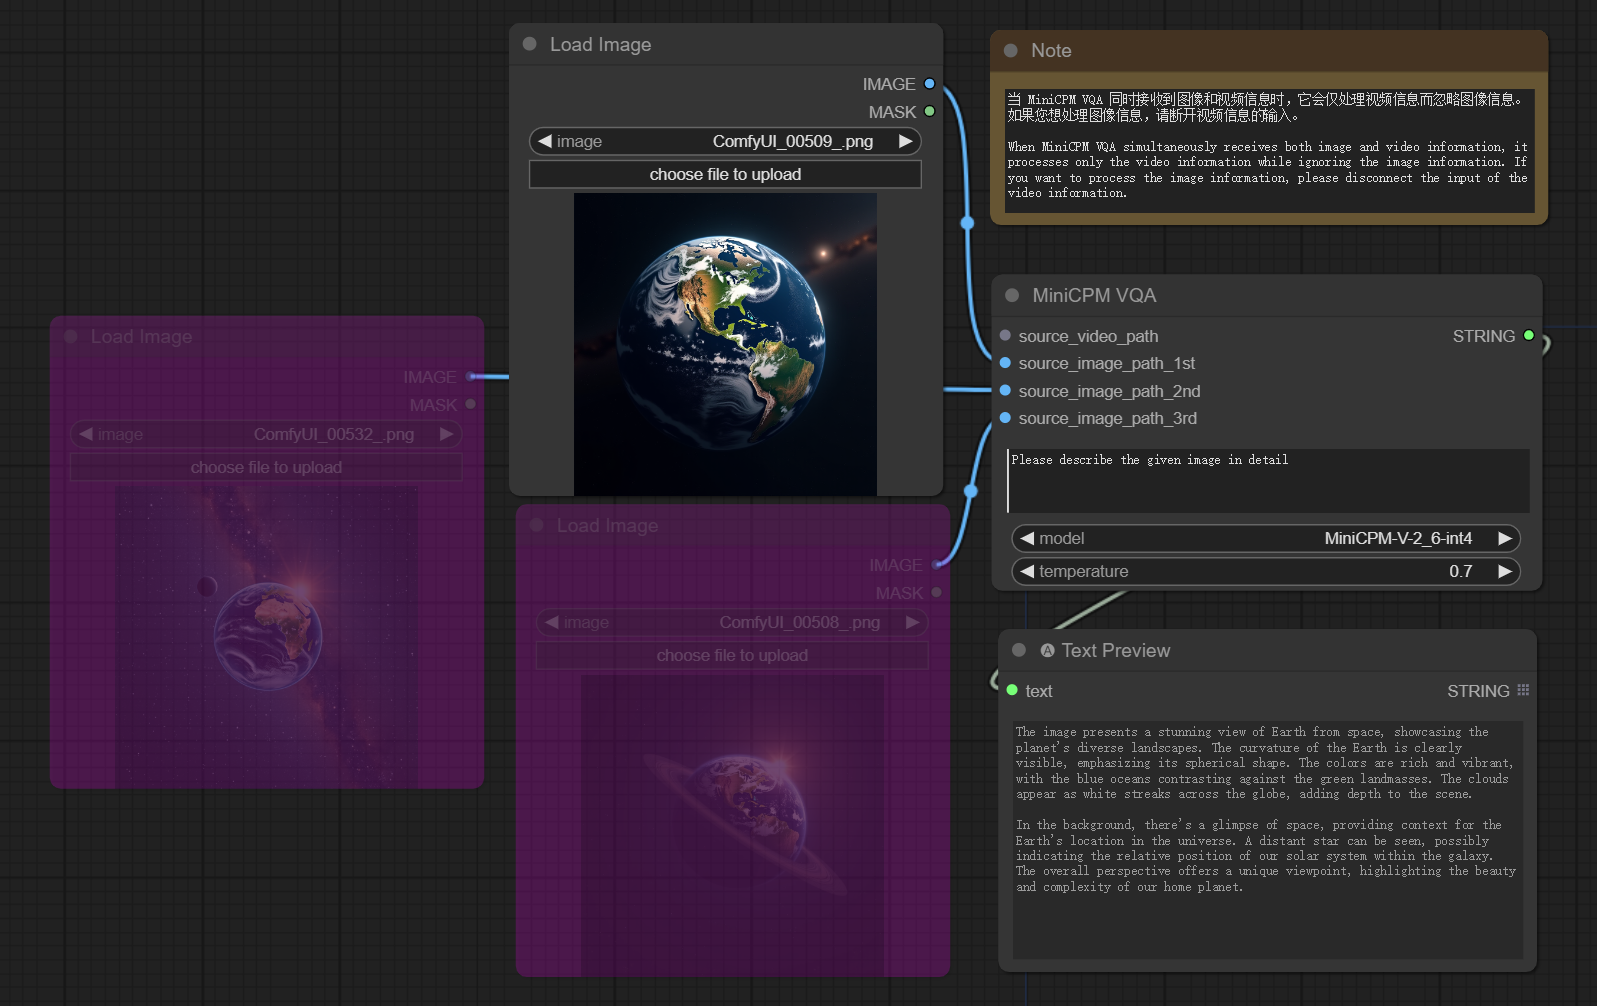 Load Image
IMAGE
MASK
image ComfyUI_00509_.png
choose file to upload
Note
当 MiniCPM VQA 同时接收到图像和视频信息时，它会仅处理视频信息而忽略图像信息。
如果您想处理图像信息，请断开视频信息的输入。
When MiniCPM VQA simultaneously receives both image and video information, it
processes only the video information while ignoring the image information. If
you want to process the image information, please disconnect the input of the
video information.
Load Image
IMAGE
MASK
image ComfyUI_00532_.png
choose file to upload
MiniCPM VQA
source_video_path STRING
source_image_path_1st
source_image_path_2nd
source_image_path_3rd
Please describe the given image in detail
model MiniCPM-V-2_6-int4
temperature 0.7
Load Image
IMAGE
MASK
image ComfyUI_00508_.png
choose file to upload
A Text Preview
text STRING
The image presents a stunning view of Earth from space, showcasing the
planet's diverse landscapes. The curvature of the Earth is clearly
visible, emphasizing its spherical shape. The colors are rich and vibrant,
with the blue oceans contrasting against the green landmasses. The clouds
appear as white streaks across the globe, adding depth to the scene.
In the background, there's a glimpse of space, providing context for the
Earth's location in the universe. A distant star can be seen, possibly
indicating the relative position of our solar system within the galaxy.
The overall perspective offers a unique viewpoint, highlighting the beauty
and complexity of our home planet.